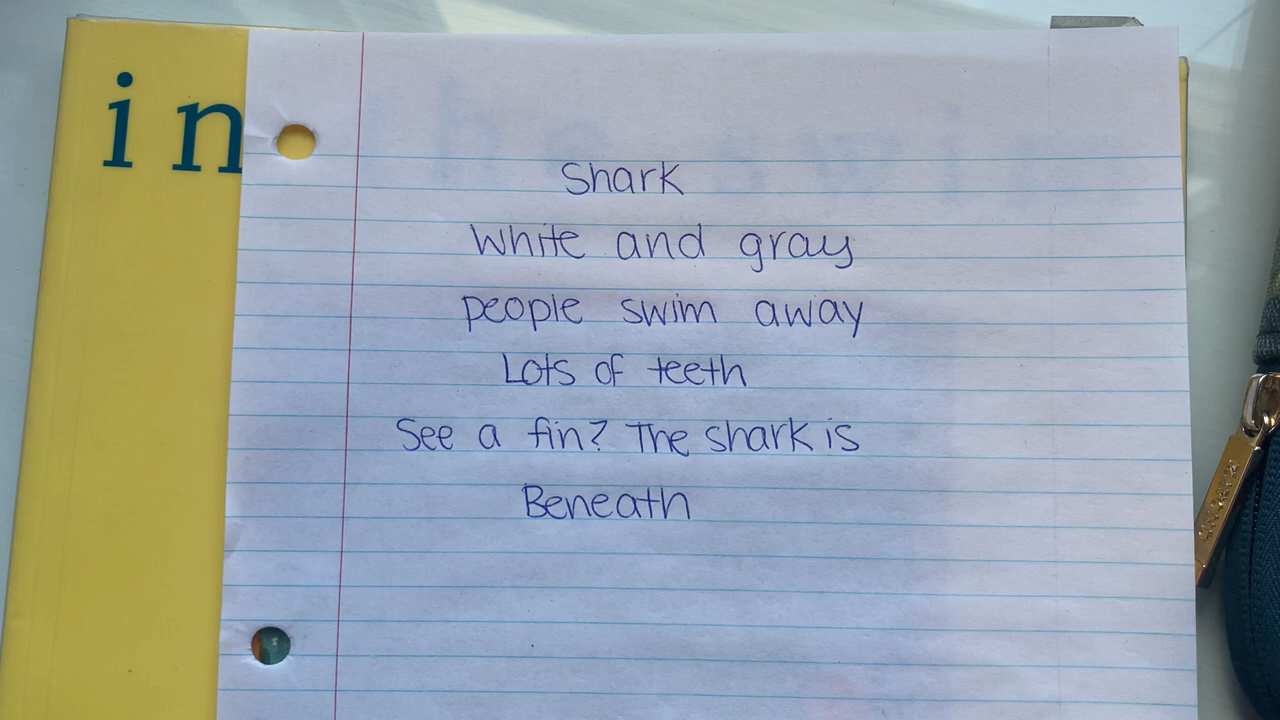 in
Shark
White and gray
people swim away
Lots of teeth
See a fin? The shark is
Beneath